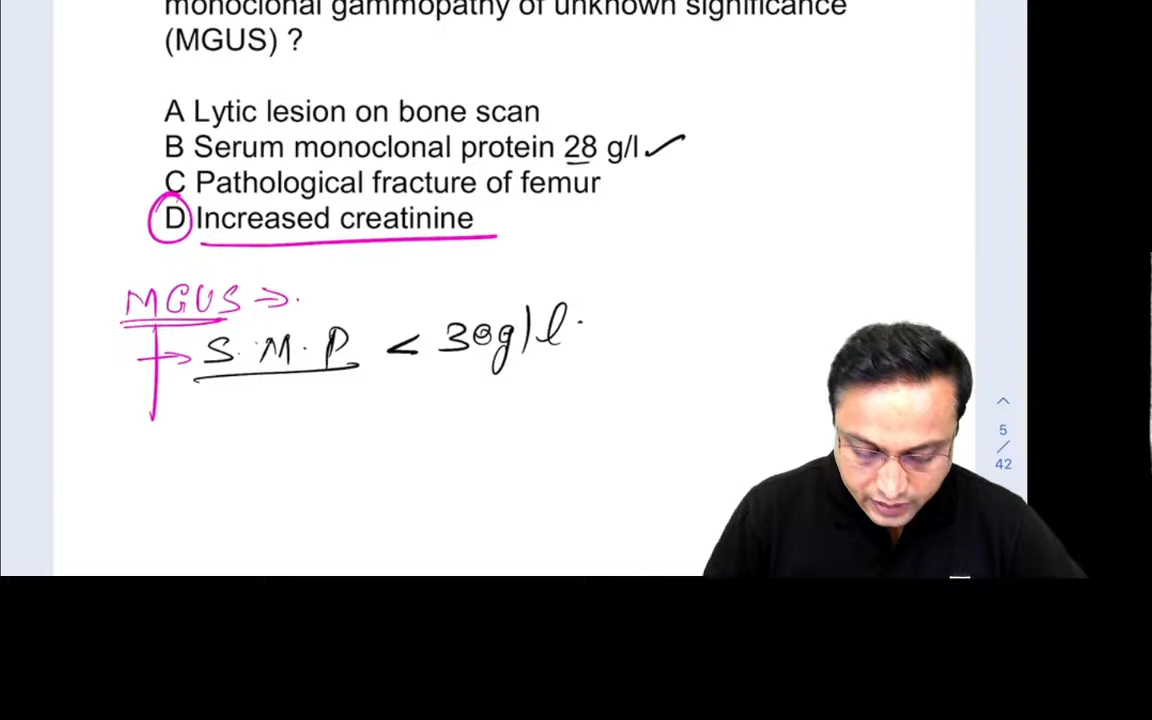 monoclonal gammopathy of unknown significance
(MGUS) ?
A Lytic lesion on bone scan
B Serum monoclonal protein 28 g/l
C Pathological fracture of femur
D Increased creatinine
MGUS →
S.M.P. < 30g/l.
5
/
42